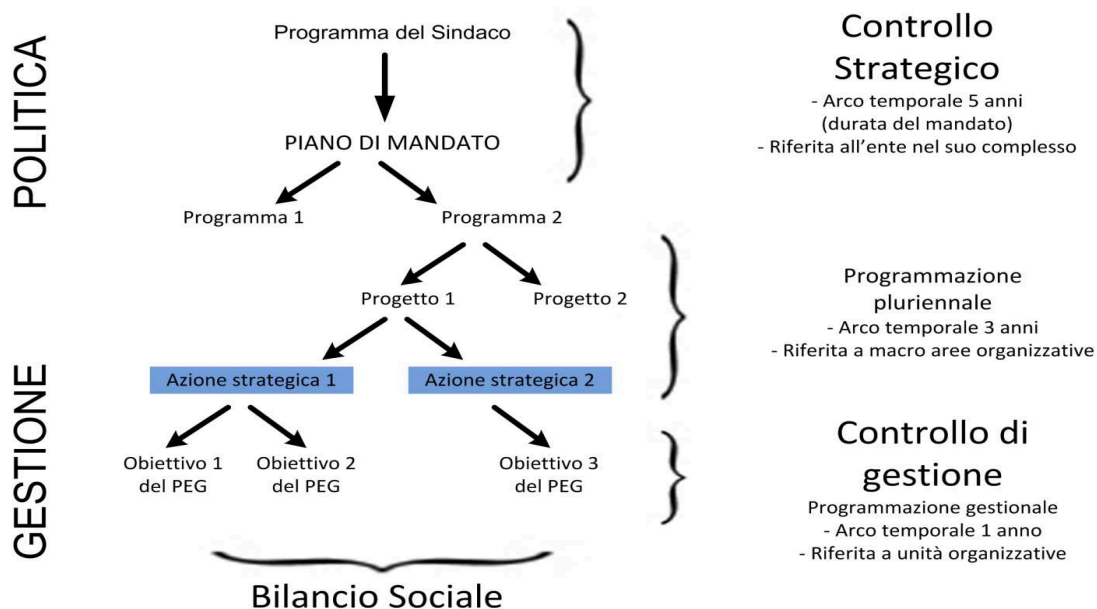 POLITICA
GESTIONE
Programma del Sindaco
PIANO DI MANDATO
Programma 1
Programma 2
Progetto 1
Progetto 2
Azione strategica 1
Azione strategica 2
Obiettivo 1
del PEG
Obiettivo 2
del PEG
Obiettivo 3
del PEG
Bilancio Sociale
Controllo
Strategico
- Arco temporale 5 anni
(durata del mandato)
- Riferita all'ente nel suo complesso
Programmazione
pluriennale
- Arco temporale 3 anni
- Riferita a macro aree organizzative
Controllo di
gestione
Programmazione gestionale
- Arco temporale 1 anno
- Riferita a unità organizzative